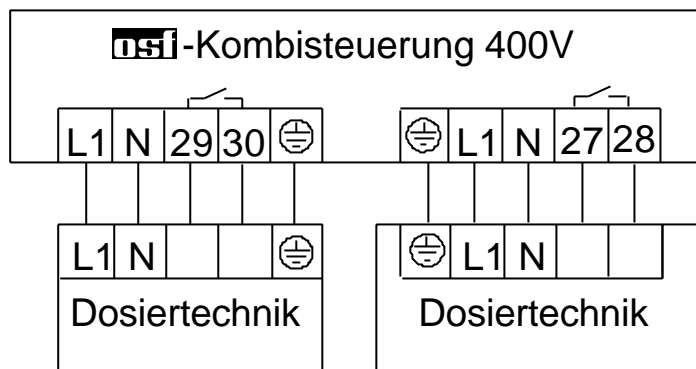 osf-Kombisteuerung 400V
L1 N 29 30
L1 N 27 28
L1 N
L1 N
Dosiertechnik
Dosiertechnik